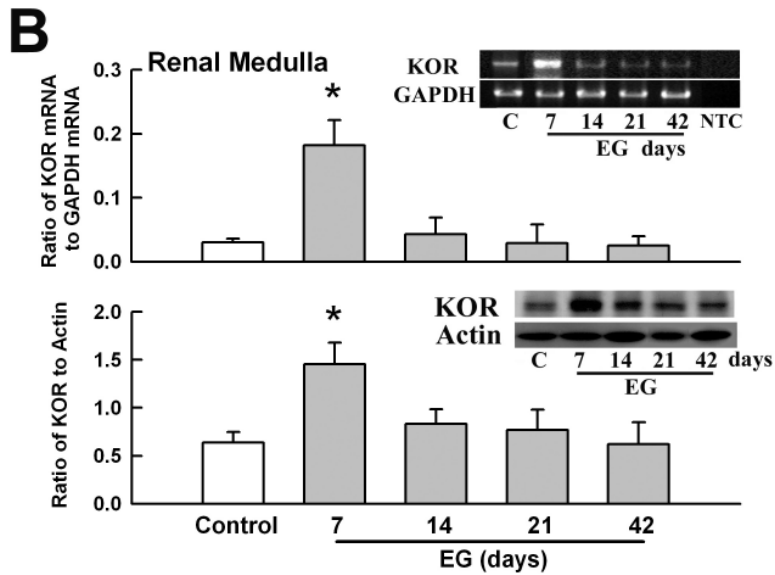 B
Renal Medulla
Ratio of KOR mRNA
to GAPDH mRNA
0.3
0.2
0.1
0.0
*
KOR
GAPDH
C 7 14 21 42 NTC
EG days
Ratio of KOR to Actin
2.0
1.5
1.0
0.5
0.0
*
KOR
Actin
C 7 14 21 42 days
EG
Control 7 14 21 42
EG (days)